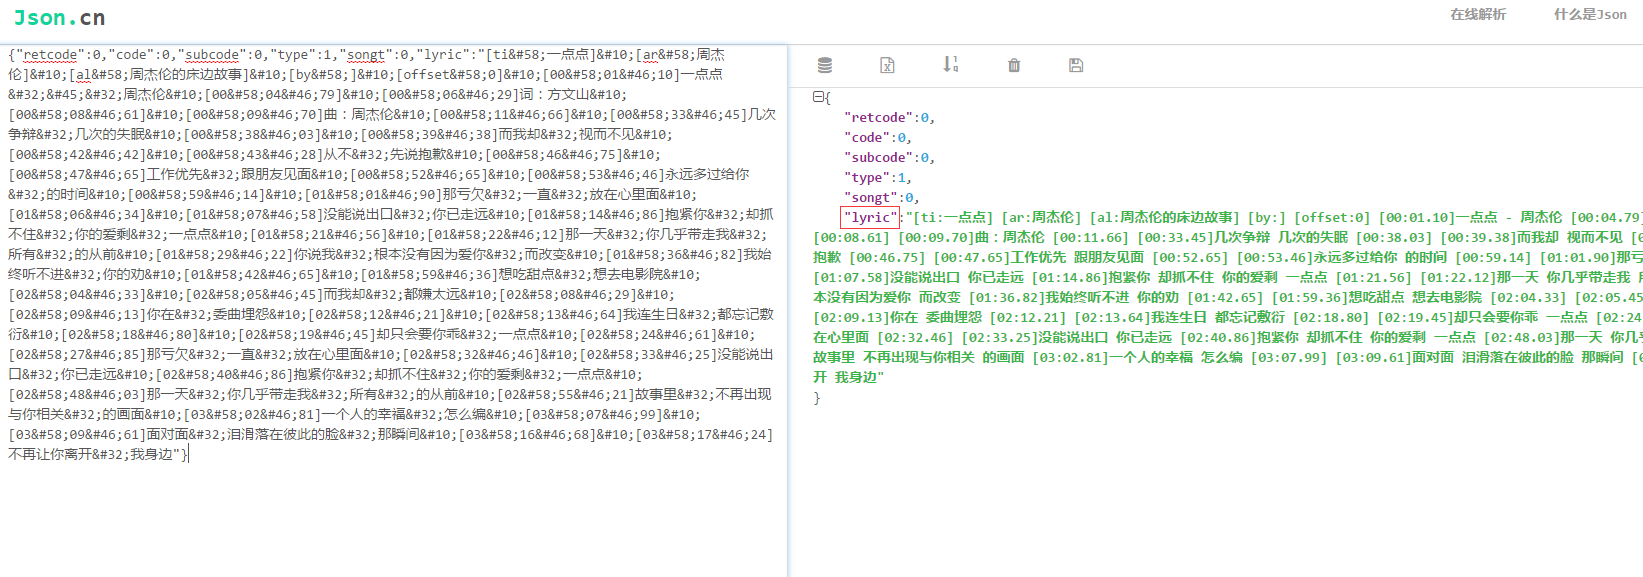 Json.cn
在线解析
什么是Json
{"retcode":0,"code":0,"subcode":0,"type":1,"songt":0,"lyric":"[ti&#58;一点点]&#10;[ar&#58;周杰
伦]&#10;[al&#58;周杰伦的床边故事]&#10;[by&#58;]&#10;[offset&#58;0]&#10;[00&#58;01&#46;10]一点点
&#32;&#45;&#32;周杰伦&#10;[00&#58;04&#46;79]&#10;[00&#58;06&#46;29]词：方文山&#10;
[00&#58;08&#46;61]&#10;[00&#58;09&#46;70]曲：周杰伦&#10;[00&#58;11&#46;66]&#10;[00&#58;33&#46;45]几次
争辩&#32;几次的失眠&#10;[00&#58;38&#46;03]&#10;[00&#58;39&#46;38]而我却&#32;视而不见&#10;
[00&#58;42&#46;42]&#10;[00&#58;43&#46;28]从不&#32;先说抱歉&#10;[00&#58;46&#46;75]&#10;
[00&#58;47&#46;65]工作优先&#32;跟朋友见面&#10;[00&#58;52&#46;65]&#10;[00&#58;53&#46;46]永远多过给你
&#32;的时间&#10;[00&#58;59&#46;14]&#10;[01&#58;01&#46;90]那亏欠&#32;一直&#32;放在心里面&#10;
[01&#58;06&#46;34]&#10;[01&#58;07&#46;58]没能说出口&#32;你已走远&#10;[01&#58;14&#46;86]抱紧你&#32;却抓
不住&#32;你的爱剩&#32;一点点&#10;[01&#58;21&#46;56]&#10;[01&#58;22&#46;12]那一天&#32;你几乎带走我&#32;
所有&#32;的从前&#10;[01&#58;29&#46;22]你说我&#32;根本没有因为爱你&#32;而改变&#10;[01&#58;36&#46;82]我始
终听不进&#32;你的劝&#10;[01&#58;42&#46;65]&#10;[01&#58;59&#46;36]想吃甜点&#32;想去电影院&#10;
[02&#58;04&#46;33]&#10;[02&#58;05&#46;45]而我却&#32;都嫌太远&#10;[02&#58;08&#46;29]&#10;
[02&#58;09&#46;13]你在&#32;委曲埋怨&#10;[02&#58;12&#46;21]&#10;[02&#58;13&#46;64]我连生日&#32;都忘记敷
衍&#10;[02&#58;18&#46;80]&#10;[02&#58;19&#46;45]却只会要你乖&#32;一点点&#10;[02&#58;24&#46;61]&#10;
[02&#58;27&#46;85]那亏欠&#32;一直&#32;放在心里面&#10;[02&#58;32&#46;46]&#10;[02&#58;33&#46;25]没能说出
口&#32;你已走远&#10;[02&#58;40&#46;86]抱紧你&#32;却抓不住&#32;你的爱剩&#32;一点点&#10;
[02&#58;48&#46;03]那一天&#32;你几乎带走我&#32;所有&#32;的从前&#10;[02&#58;55&#46;21]故事里&#32;不再出现
与你相关&#32;的画面&#10;[03&#58;02&#46;81]一个人的幸福&#32;怎么编&#10;[03&#58;07&#46;99]&#10;
[03&#58;09&#46;61]面对面&#32;泪滑落在彼此的脸&#32;那瞬间&#10;[03&#58;16&#46;68]&#10;[03&#58;17&#46;24]
不再让你离开&#32;我身边"}
{
"retcode":0,
"code":0,
"subcode":0,
"type":1,
"songt":0,
"lyric":"[ti:一点点] [ar:周杰伦] [al:周杰伦的床边故事] [by:] [offset:0] [00:01.10]一点点 - 周杰伦 [00:04.79]
[00:08.61] [00:09.70]曲：周杰伦 [00:11.66] [00:33.45]几次争辩 几次的失眠 [00:38.03] [00:39.38]而我却 视而不见 [0
抱歉 [00:46.75] [00:47.65]工作优先 跟朋友见面 [00:52.65] [00:53.46]永远多过给你 的时间 [00:59.14] [01:01.90]那亏
[01:07.58]没能说出口 你已走远 [01:14.86]抱紧你 却抓不住 你的爱剩 一点点 [01:21.56] [01:22.12]那一天 你几乎带走我
本没有因为爱你 而改变 [01:36.82]我始终听不进 你的劝 [01:42.65] [01:59.36]想吃甜点 想去电影院 [02:04.33] [02:05.45
[02:09.13]你在 委曲埋怨 [02:12.21] [02:13.64]我连生日 都忘记敷衍 [02:18.80] [02:19.45]却只会要你乖 一点点 [02:24
在心里面 [02:32.46] [02:33.25]没能说出口 你已走远 [02:40.86]抱紧你 却抓不住 你的爱剩 一点点 [02:48.03]那一天 你几
故事里 不再出现与你相关 的画面 [03:02.81]一个人的幸福 怎么编 [03:07.99] [03:09.61]面对面 泪滑落在彼此的脸 那瞬间 [0
开 我身边"
}